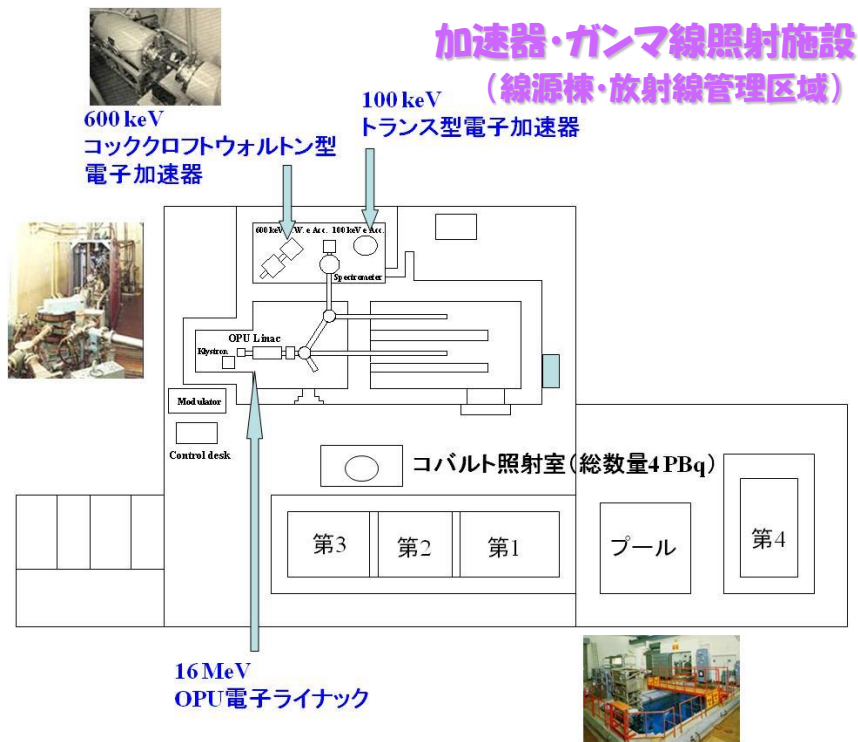 加速器・ガンマ線照射施設
（線源棟・放射線管理区域）
600 keV
コッククロフトウォルトン型
電子加速器
100 keV
トランス型電子加速器
600 keV W. e Acc. 100 keV e Acc.
Spectrometer
OPU Linac
Klystron
Modulator
Control desk
コバルト照射室（総数量4 PBq）
第3
第2
第1
プール
第4
16 MeV
OPU電子ライナック